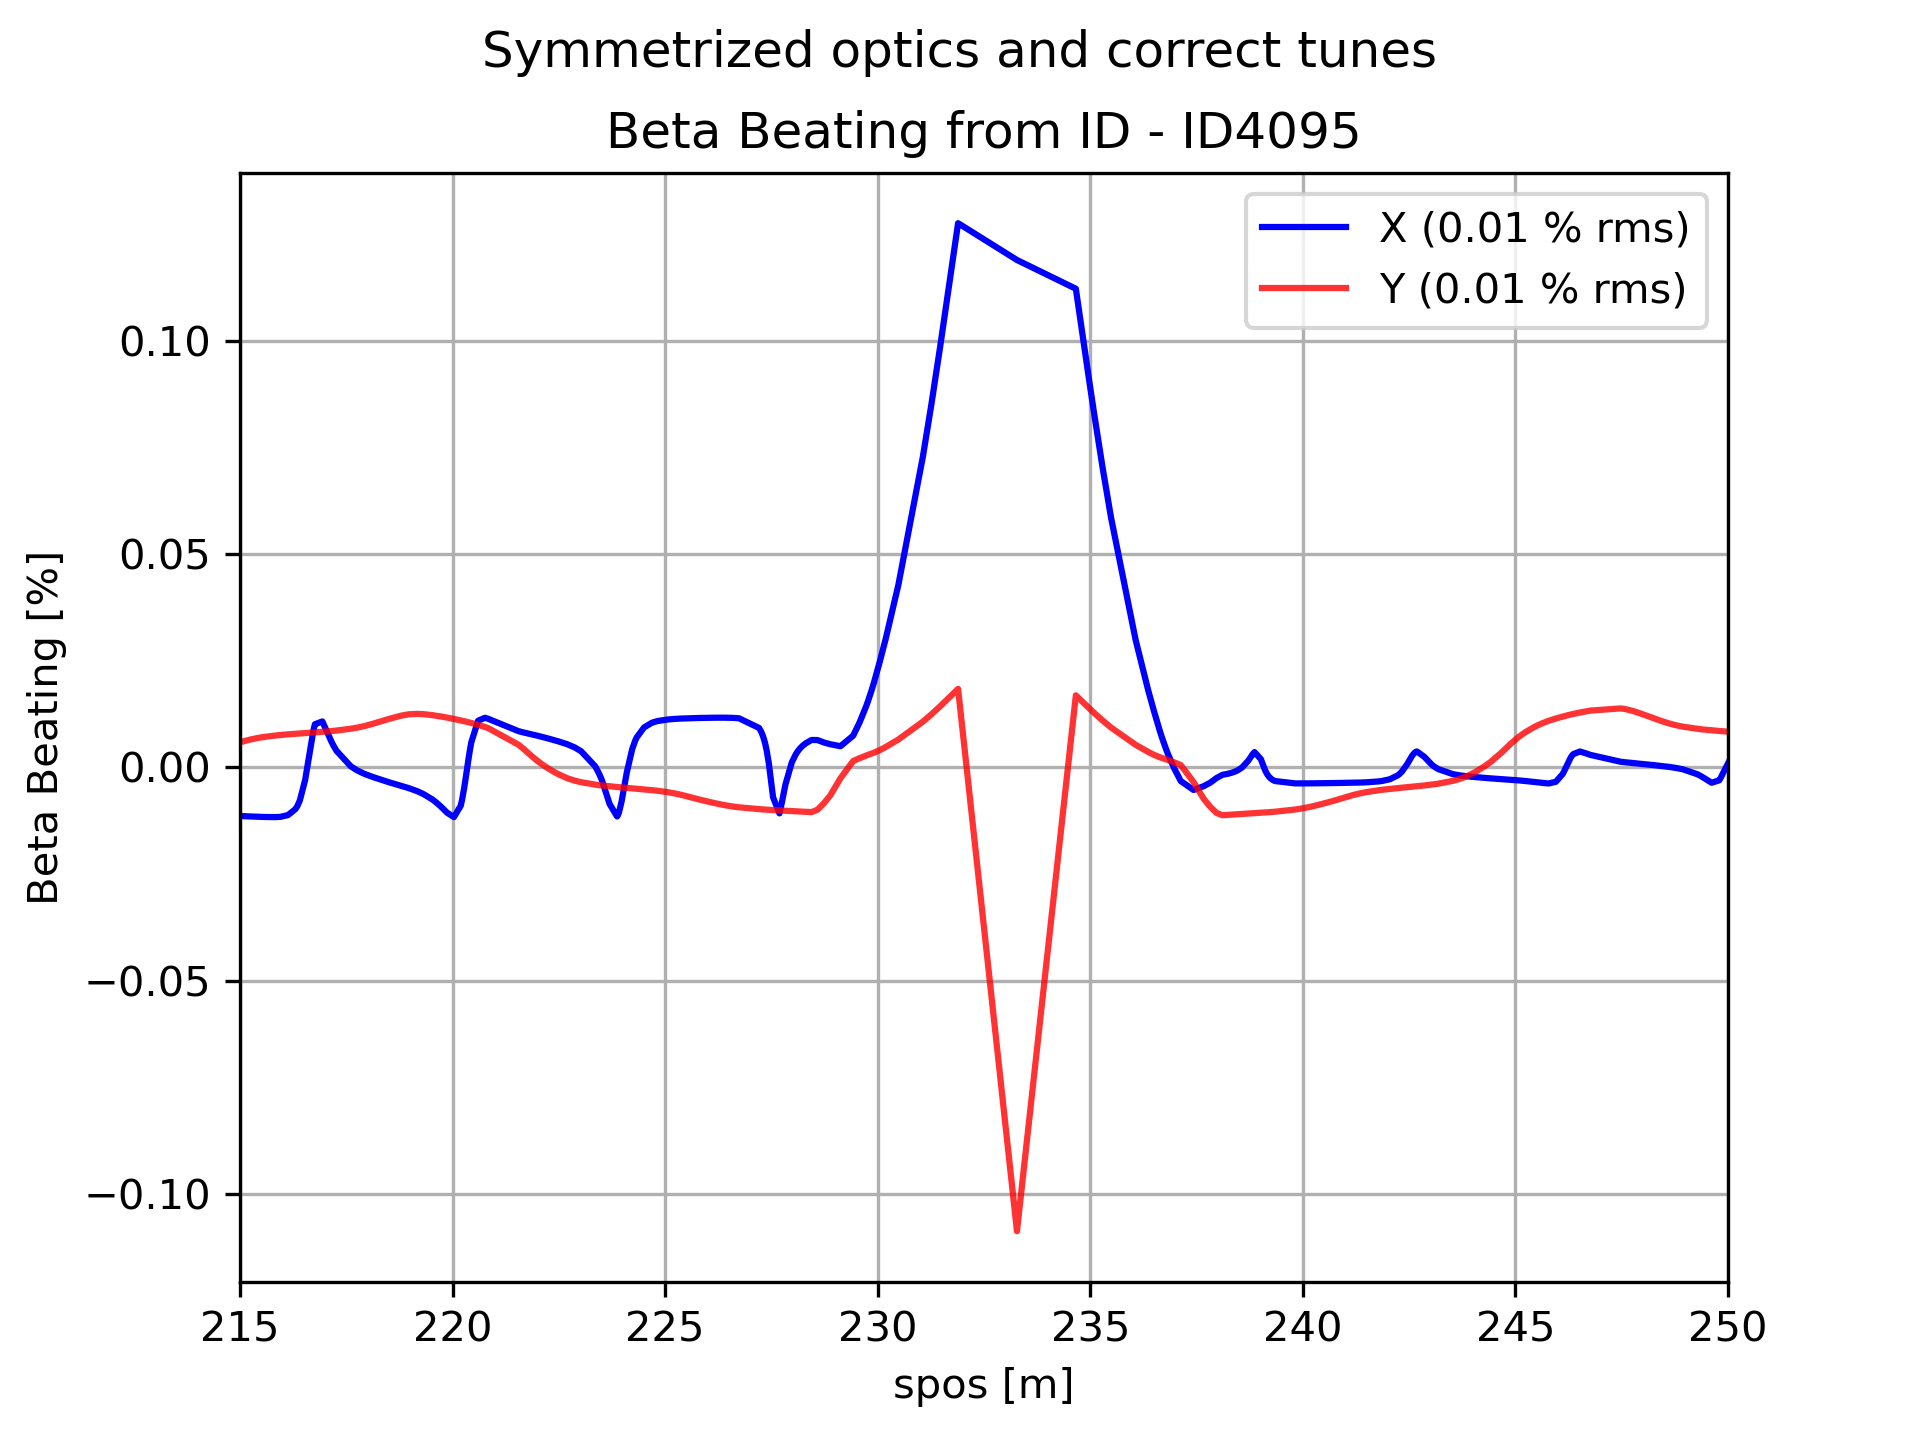 Symmetrized optics and correct tunes
Beta Beating from ID - ID4095
X (0.01 % rms)
Y (0.01 % rms)
Beta Beating [%]
0.10
0.05
0.00
−0.05
−0.10
215 220 225 230 235 240 245 250
spos [m]